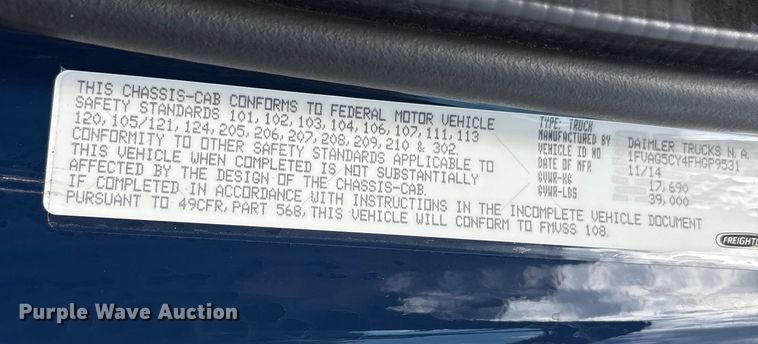 THIS CHASSIS-CAB CONFORMS TO FEDERAL MOTOR VEHICLE
SAFETY STANDARDS 101, 102, 103, 104, 106, 107, 111, 113
120, 105/121, 124, 205, 206, 207, 208, 209, 210 & 302.
CONFORMITY TO OTHER SAFETY STANDARDS APPLICABLE TO
THIS VEHICLE WHEN COMPLETED IS NOT SUBSTANTIALLY
AFFECTED BY THE DESIGN OF THE CHASSIS-CAB.
IF COMPLETED IN ACCORDANCE WITH INSTRUCTIONS IN THE INCOMPLETE VEHICLE DOCUMENT
PURSUANT TO 49CFR, PART 568, THIS VEHICLE WILL CONFORM TO FMVSS 108.
TYPE: TRUCK
MANUFACTURED BY DAIMLER TRUCKS N.A.
VEHICLE ID 1FVAG5CY4FHGP9531
DATE OF MFD. 11/14
GVWR-KG 17,690
GVWR-LBS 39,000
Purple Wave Auction